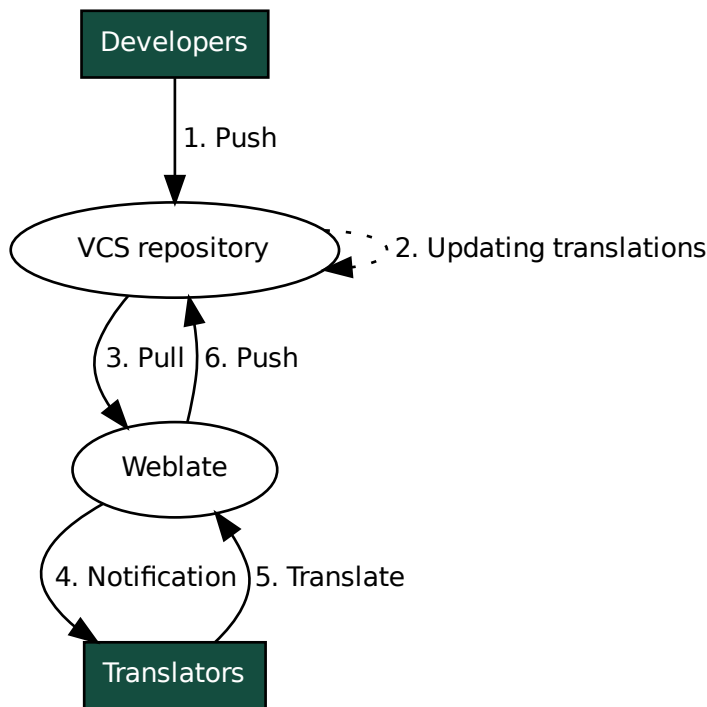 Developers
1. Push
VCS repository
2. Updating translations
3. Pull
6. Push
Weblate
4. Notification
5. Translate
Translators